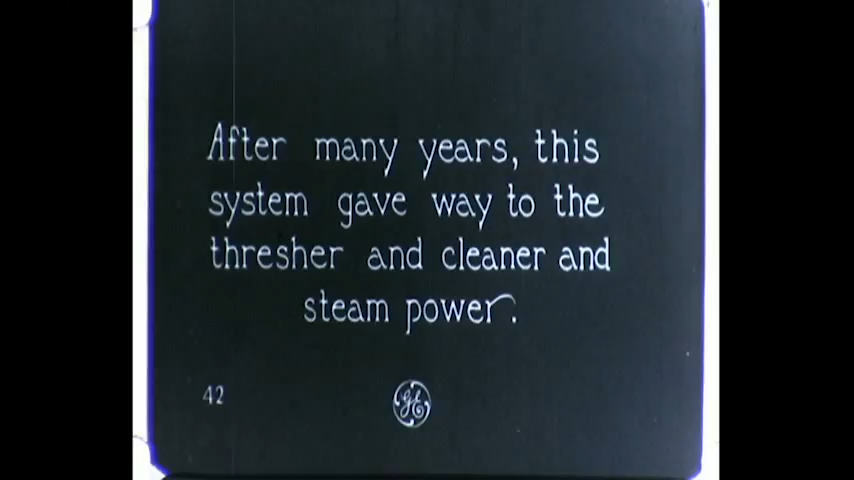 After many years, this
system gave way to the
thresher and cleaner and
steam power.
42
GE